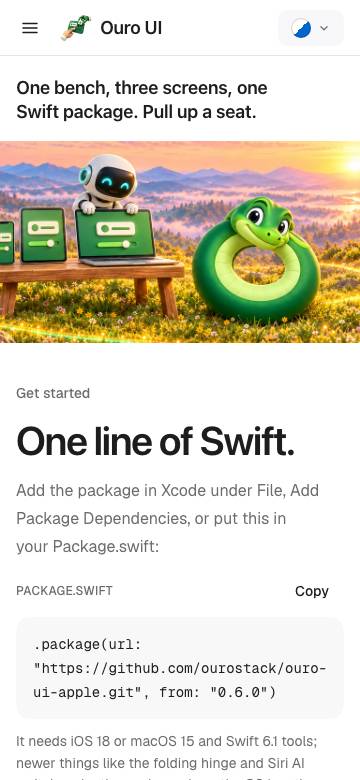 Ouro UI
One bench, three screens, one
Swift package. Pull up a seat.
Get started
One line of Swift.
Add the package in Xcode under File, Add
Package Dependencies, or put this in
your Package.swift:
PACKAGE.SWIFT
Copy
.package(url:
"https://github.com/ourostack/ouro-
ui-apple.git", from: "0.6.0")
It needs iOS 18 or macOS 15 and Swift 6.1 tools;
newer things like the folding hinge and Siri AI